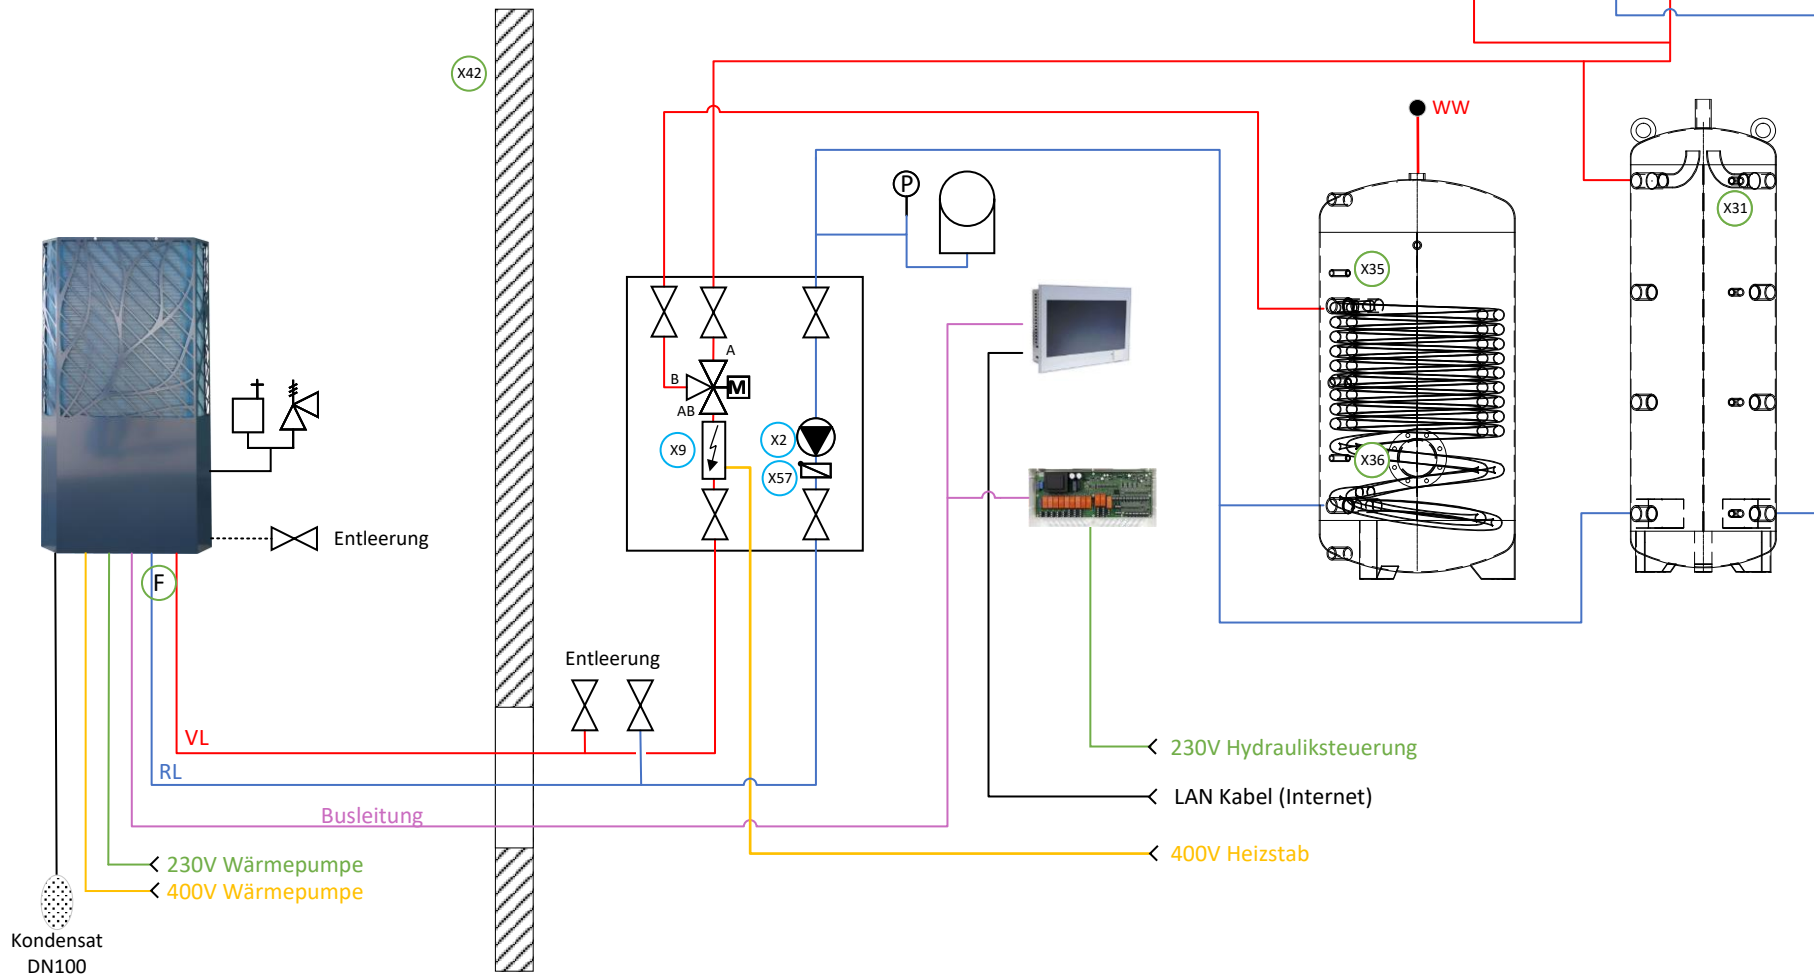 X42
WW
P
X31
X35
A
B
M
AB
X9
X2
X57
X36
Entleerung
F
Entleerung
VL
RL
Busleitung
230V Hydrauliksteuerung
LAN Kabel (Internet)
400V Heizstab
230V Wärmepumpe
400V Wärmepumpe
Kondensat
DN100